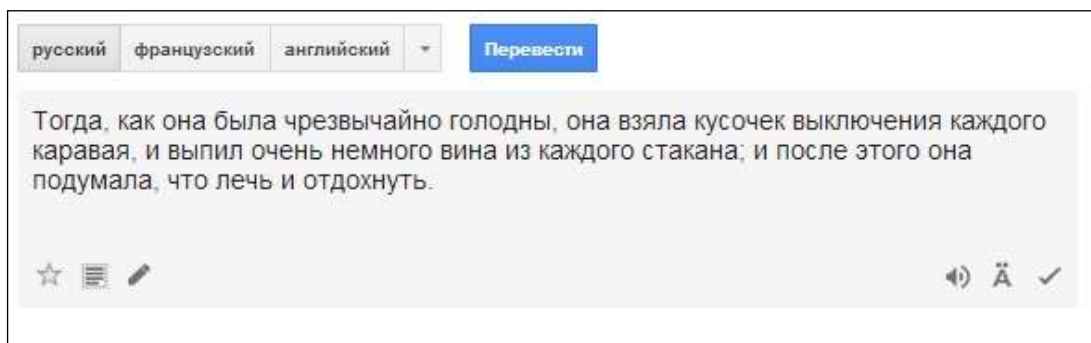 русский французский английский Перевести
Тогда, как она была чрезвычайно голодны, она взяла кусочек выключения каждого
каравая, и выпил очень немного вина из каждого стакана; и после этого она
подумала, что лечь и отдохнуть.
Ä